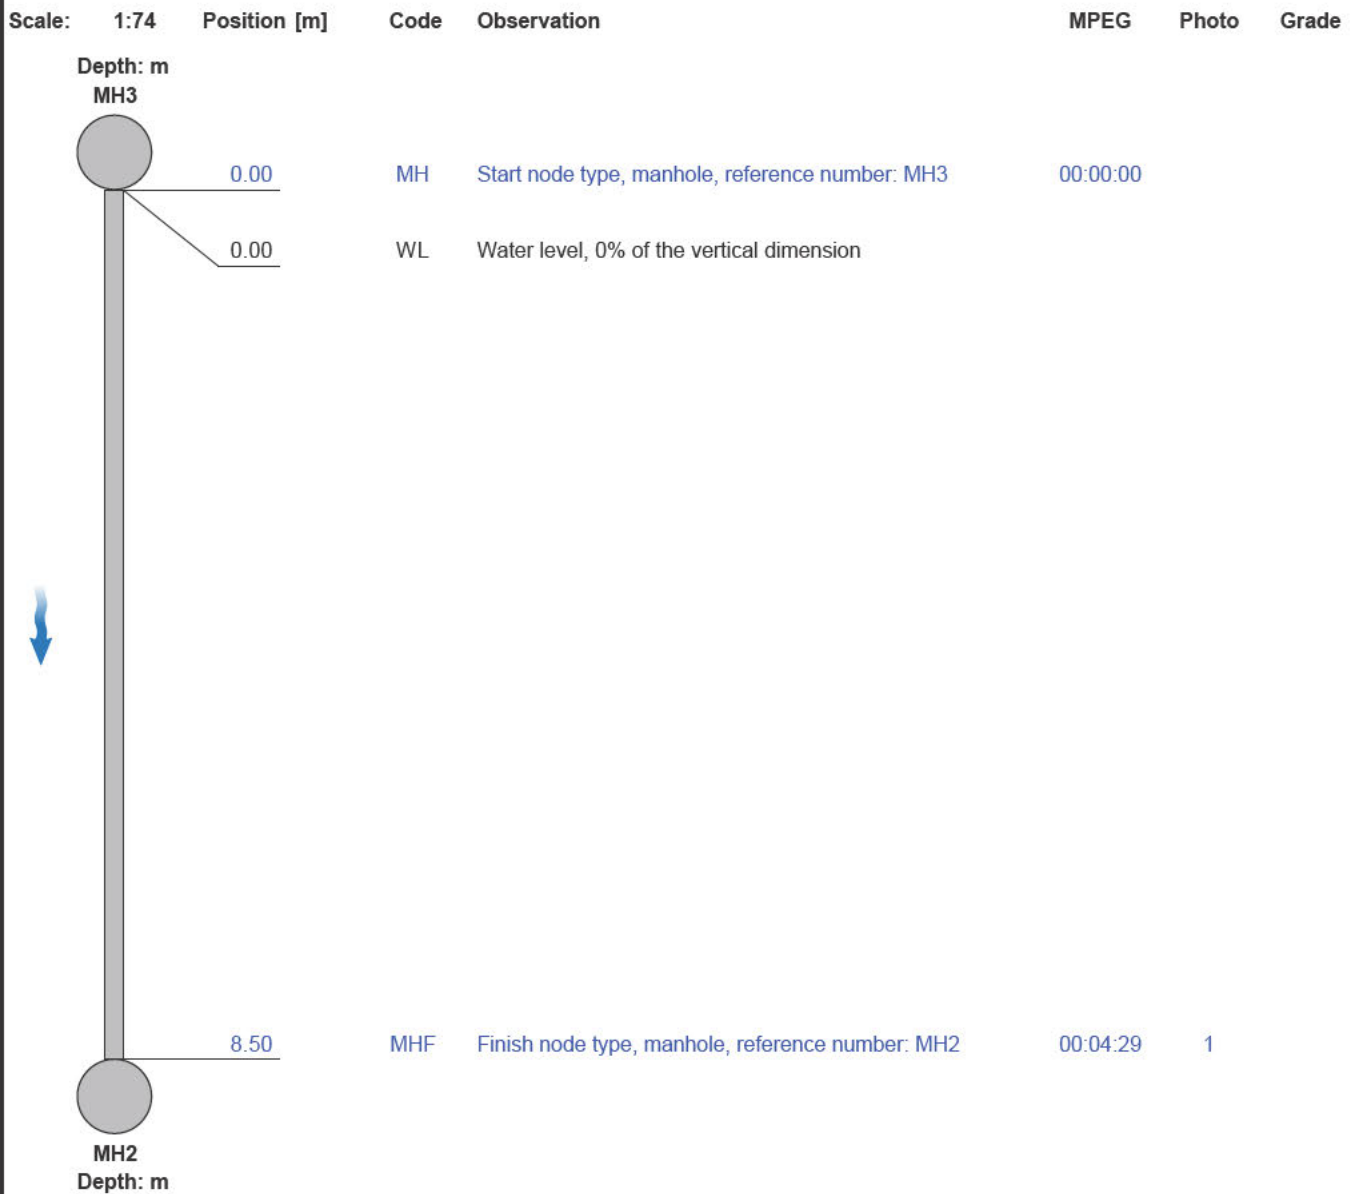 Scale: 1:74 Position [m] Code Observation MPEG Photo Grade
Depth: m
MH3
0.00 MH Start node type, manhole, reference number: MH3 00:00:00
0.00 WL Water level, 0% of the vertical dimension
8.50 MHF Finish node type, manhole, reference number: MH2 00:04:29 1
MH2
Depth: m